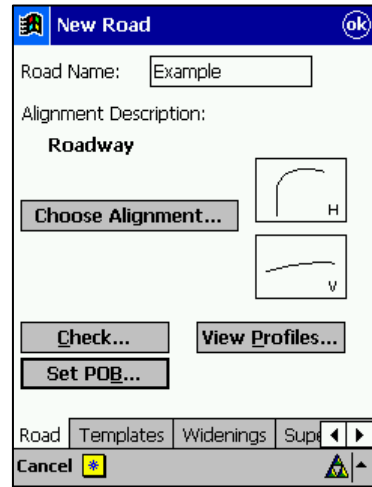 New Road ok
Road Name: Example
Alignment Description:
Roadway
Choose Alignment...
H
V
Check... View Profiles...
Set POB...
Road Templates Widenings Supe
Cancel